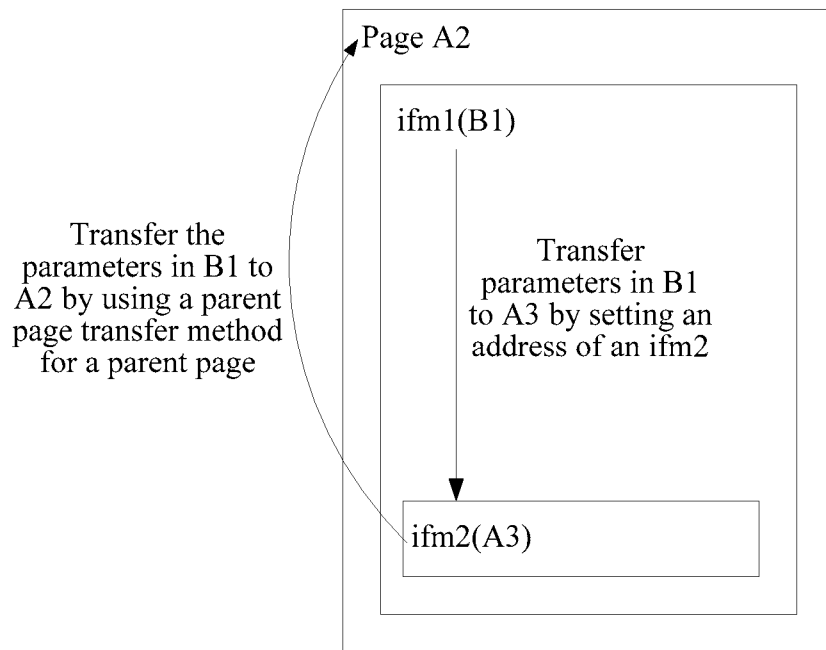 Page A2
ifm1(B1)
Transfer the
parameters in B1 to
A2 by using a parent
page transfer method
for a parent page
Transfer
parameters in B1
to A3 by setting an
address of an ifm2
ifm2(A3)